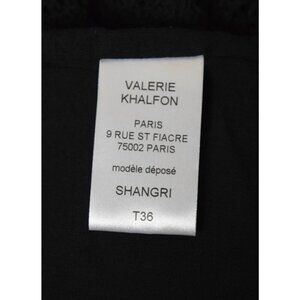 VALERIE
KHALFON
PARIS
9 RUE ST FIACRE
75002 PARIS
modèle déposé
SHANGRI
T36